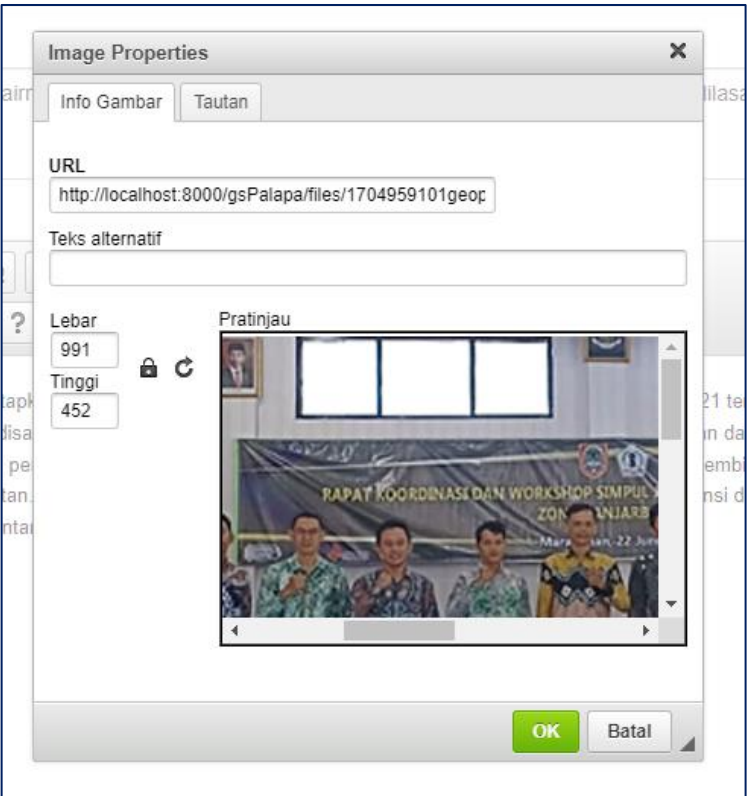 Image Properties
Info Gambar
Tautan
URL
http://localhost:8000/gsPalapa/files/1704959101geop
Teks alternatif
Lebar
991
Tinggi
452
Pratinjau
RAPAT KOORDINASI DAN WORKSHOP SIMPUL
OK
Batal
?
21